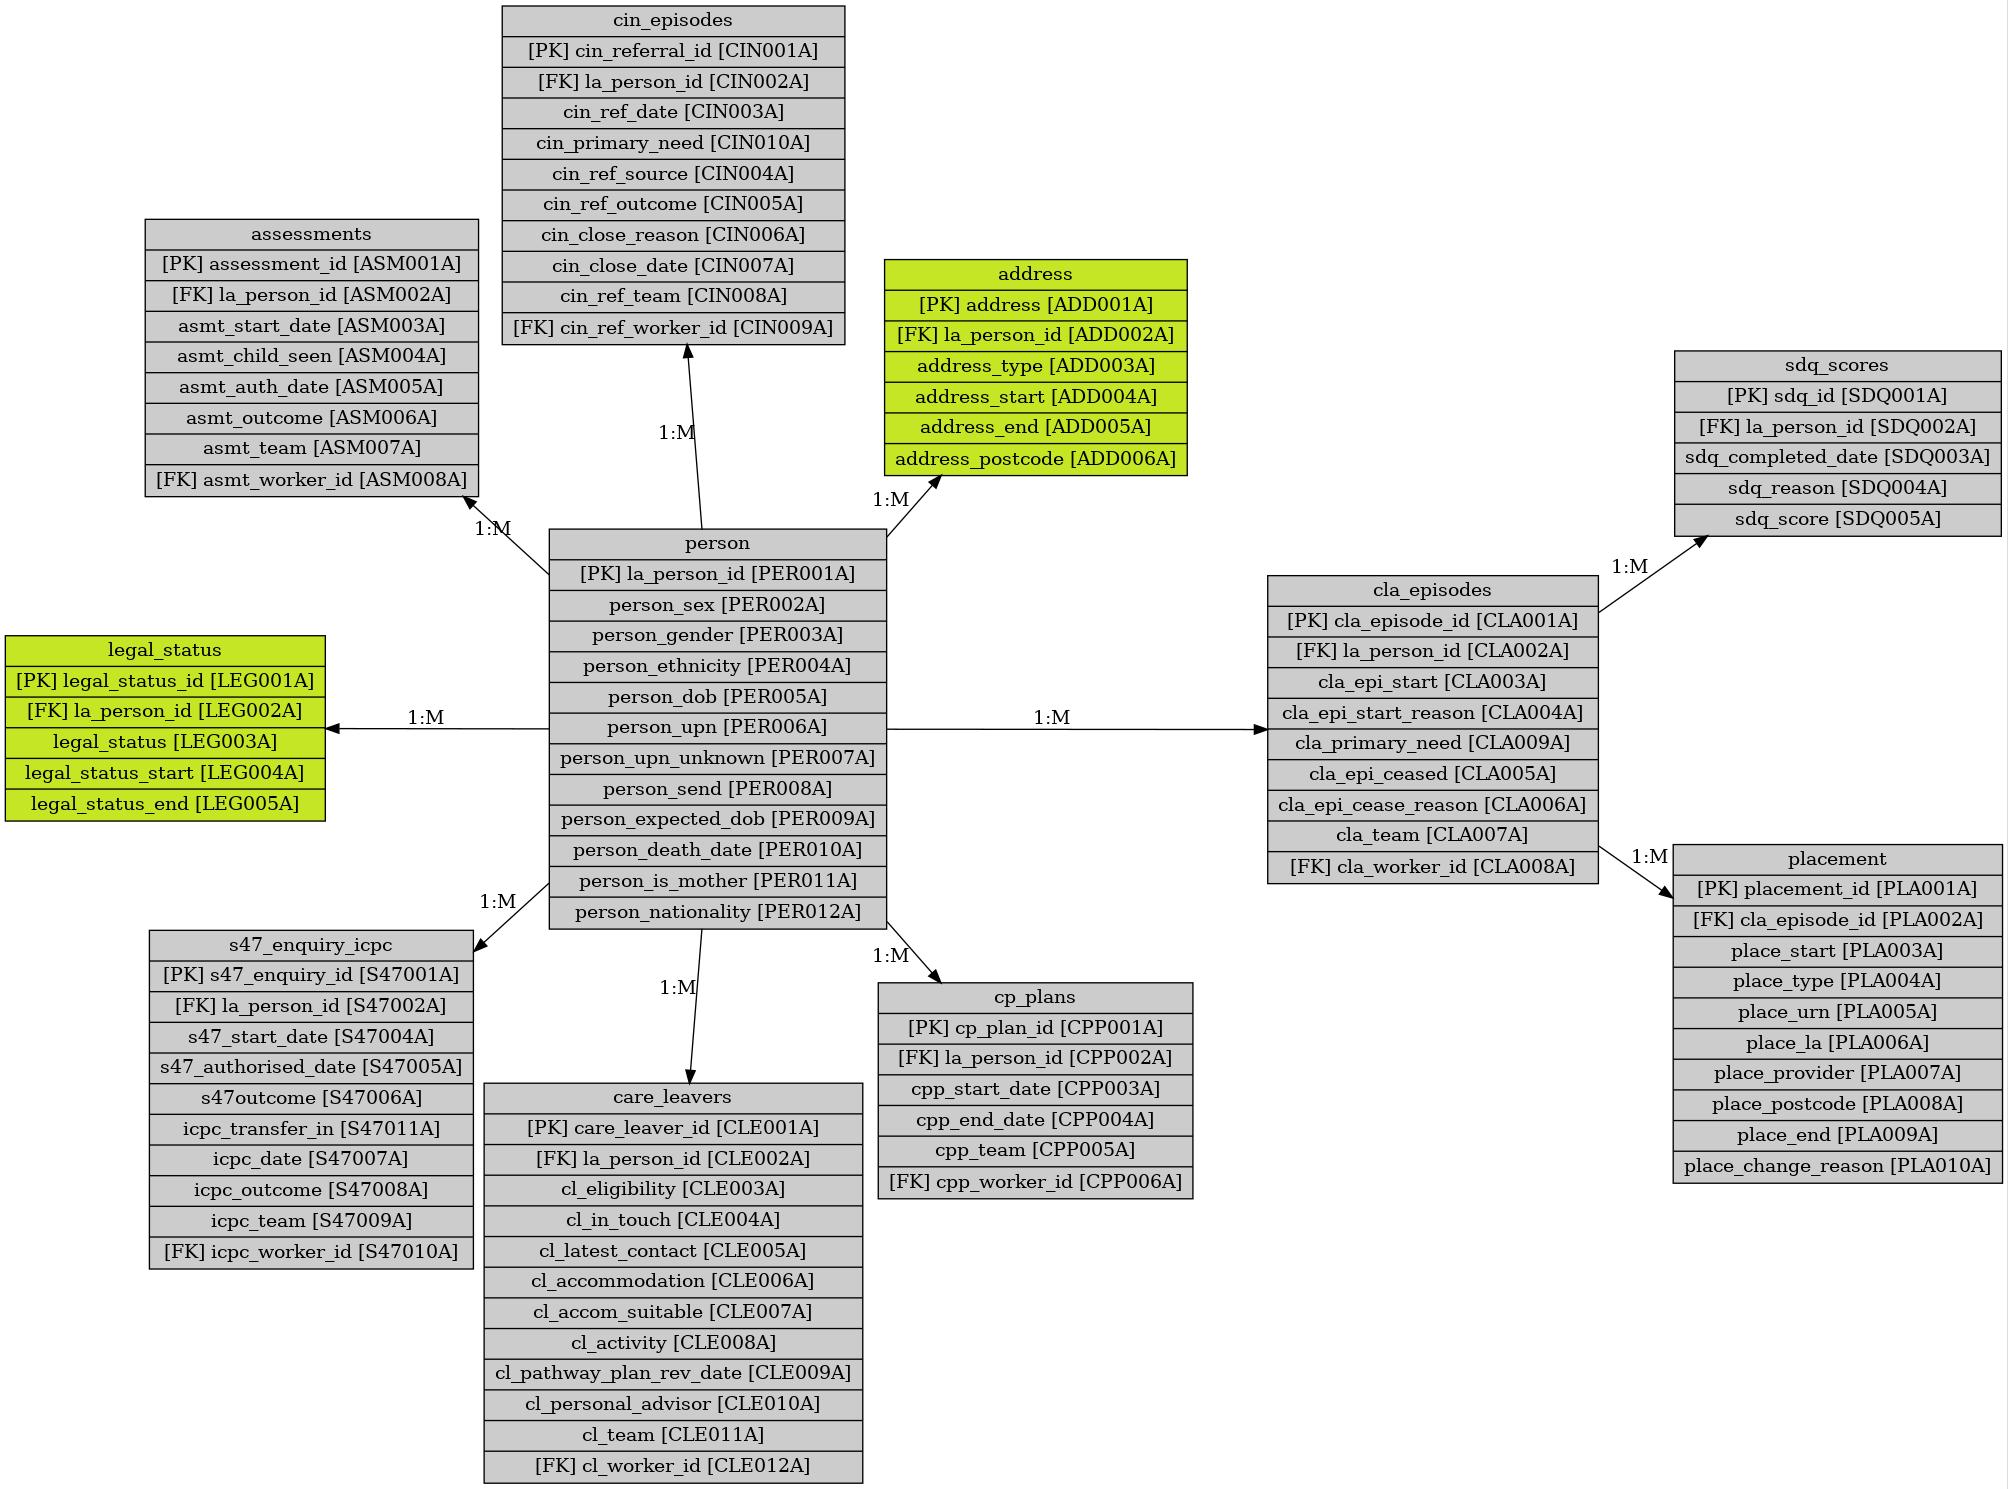 cin_episodes
[PK] cin_referral_id [CIN001A]
[FK] la_person_id [CIN002A]
cin_ref_date [CIN003A]
cin_primary_need [CIN010A]
cin_ref_source [CIN004A]
cin_ref_outcome [CIN005A]
cin_close_reason [CIN006A]
cin_close_date [CIN007A]
cin_ref_team [CIN008A]
[FK] cin_ref_worker_id [CIN009A]
assessments
[PK] assessment_id [ASM001A]
[FK] la_person_id [ASM002A]
asmt_start_date [ASM003A]
asmt_child_seen [ASM004A]
asmt_auth_date [ASM005A]
asmt_outcome [ASM006A]
asmt_team [ASM007A]
[FK] asmt_worker_id [ASM008A]
address
[PK] address [ADD001A]
[FK] la_person_id [ADD002A]
address_type [ADD003A]
address_start [ADD004A]
address_end [ADD005A]
address_postcode [ADD006A]
sdq_scores
[PK] sdq_id [SDQ001A]
[FK] la_person_id [SDQ002A]
sdq_completed_date [SDQ003A]
sdq_reason [SDQ004A]
sdq_score [SDQ005A]
1:M
1:M
1:M
1:M
person
[PK] la_person_id [PER001A]
person_sex [PER002A]
person_gender [PER003A]
person_ethnicity [PER004A]
person_dob [PER005A]
person_upn [PER006A]
person_upn_unknown [PER007A]
person_send [PER008A]
person_expected_dob [PER009A]
person_death_date [PER010A]
person_is_mother [PER011A]
person_nationality [PER012A]
cla_episodes
[PK] cla_episode_id [CLA001A]
[FK] la_person_id [CLA002A]
cla_epi_start [CLA003A]
cla_epi_start_reason [CLA004A]
cla_primary_need [CLA009A]
cla_epi_ceased [CLA005A]
cla_epi_cease_reason [CLA006A]
cla_team [CLA007A]
[FK] cla_worker_id [CLA008A]
legal_status
[PK] legal_status_id [LEG001A]
[FK] la_person_id [LEG002A]
legal_status [LEG003A]
legal_status_start [LEG004A]
legal_status_end [LEG005A]
1:M
1:M
1:M
1:M
1:M
1:M
placement
[PK] placement_id [PLA001A]
[FK] cla_episode_id [PLA002A]
place_start [PLA003A]
place_type [PLA004A]
place_urn [PLA005A]
place_la [PLA006A]
place_provider [PLA007A]
place_postcode [PLA008A]
place_end [PLA009A]
place_change_reason [PLA010A]
s47_enquiry_icpc
[PK] s47_enquiry_id [S47001A]
[FK] la_person_id [S47002A]
s47_start_date [S47004A]
s47_authorised_date [S47005A]
s47outcome [S47006A]
icpc_transfer_in [S47011A]
icpc_date [S47007A]
icpc_outcome [S47008A]
icpc_team [S47009A]
[FK] icpc_worker_id [S47010A]
cp_plans
[PK] cp_plan_id [CPP001A]
[FK] la_person_id [CPP002A]
cpp_start_date [CPP003A]
cpp_end_date [CPP004A]
cpp_team [CPP005A]
[FK] cpp_worker_id [CPP006A]
care_leavers
[PK] care_leaver_id [CLE001A]
[FK] la_person_id [CLE002A]
cl_eligibility [CLE003A]
cl_in_touch [CLE004A]
cl_latest_contact [CLE005A]
cl_accommodation [CLE006A]
cl_accom_suitable [CLE007A]
cl_activity [CLE008A]
cl_pathway_plan_rev_date [CLE009A]
cl_personal_advisor [CLE010A]
cl_team [CLE011A]
[FK] cl_worker_id [CLE012A]